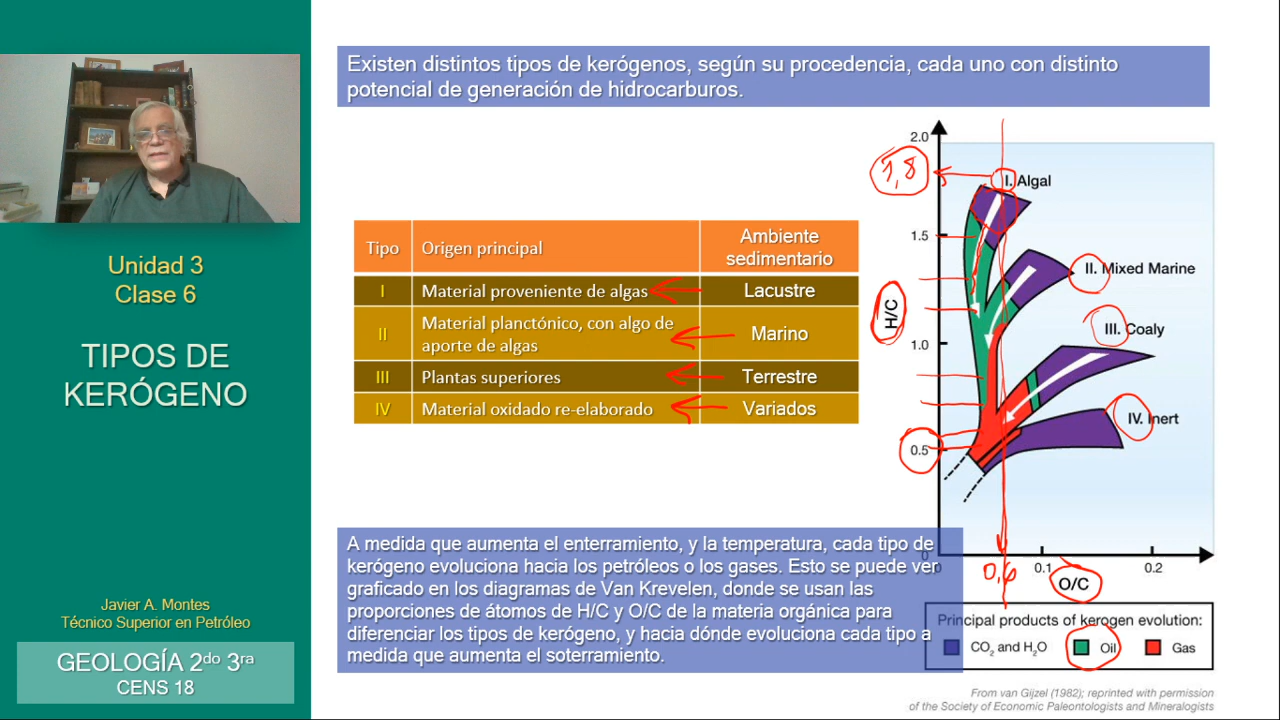 Existen distintos tipos de kerógenos, según su procedencia, cada uno con distinto
potencial de generación de hidrocarburos.
Unidad 3
Clase 6
TIPOS DE
KERÓGENO
Javier A. Montes
Técnico Superior en Petróleo
GEOLOGÍA 2do 3ra
CENS 18
Tipo Origen principal Ambiente sedimentario
I Material proveniente de algas Lacustre
II Material planctónico, con algo de
aporte de algas Marino
III Plantas superiores Terrestre
IV Material oxidado re-elaborado Variados
A medida que aumenta el enterramiento, y la temperatura, cada tipo de
kerógeno evoluciona hacia los petróleos o los gases. Esto se puede ver
graficado en los diagramas de Van Krevelen, donde se usan las
proporciones de átomos de H/C y O/C de la materia orgánica para
diferenciar los tipos de kerógeno, y hacia dónde evoluciona cada tipo a
medida que aumenta el soterramiento.
2.0
1,8
I. Algal
1.5
II. Mixed Marine
H/C
III. Coaly
1.0
IV. Inert
0.5
0
0 0,6 0.1 0.2
O/C
Principal products of kerogen evolution:
CO2 and H2O Oil Gas
From van Gijzel (1982); reprinted with permission
of the Society of Economic Paleontologists and Mineralogists